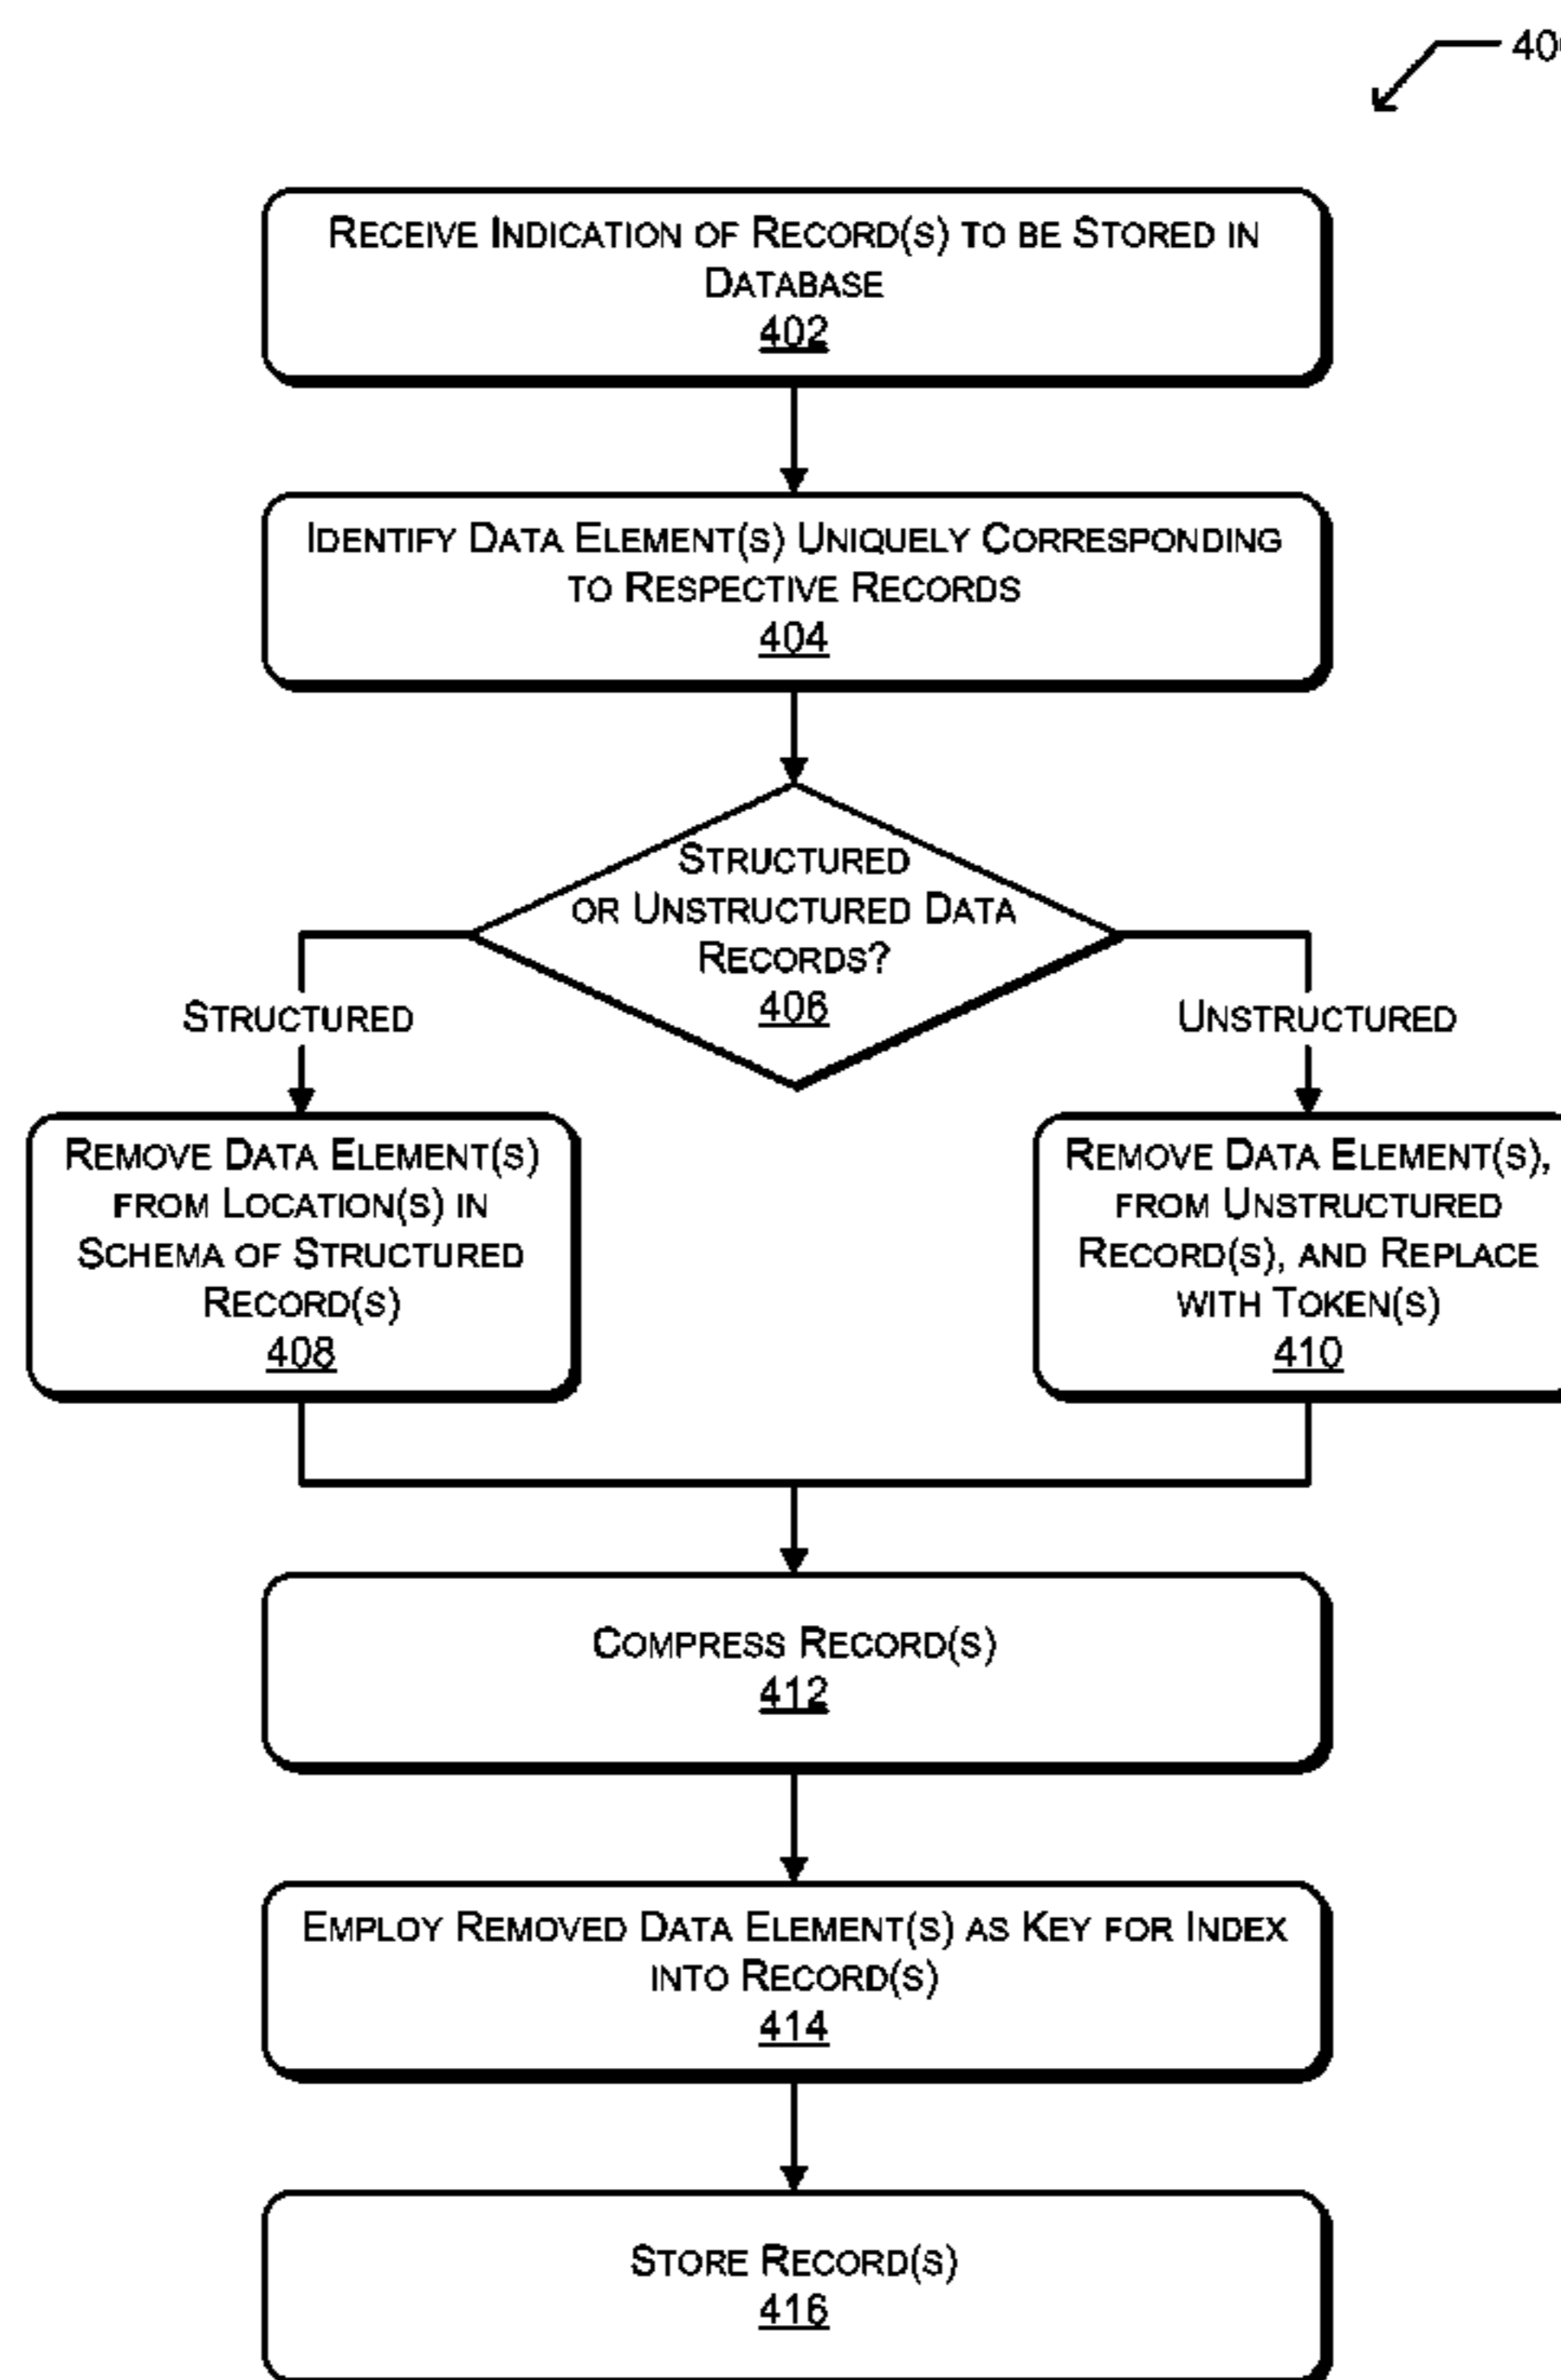 400
RECEIVE INDICATION OF RECORD(S) TO BE STORED IN
DATABASE
402
IDENTIFY DATA ELEMENT(S) UNIQUELY CORRESPONDING
TO RESPECTIVE RECORDS
404
STRUCTURED
OR UNSTRUCTURED DATA
RECORDS?
406
STRUCTURED
UNSTRUCTURED
REMOVE DATA ELEMENT(S)
FROM LOCATION(S) IN
SCHEMA OF STRUCTURED
RECORD(S)
408
REMOVE DATA ELEMENT(S),
FROM UNSTRUCTURED
RECORD(S), AND REPLACE
WITH TOKEN(S)
410
COMPRESS RECORD(S)
412
EMPLOY REMOVED DATA ELEMENT(S) AS KEY FOR INDEX
INTO RECORD(S)
414
STORE RECORD(S)
416